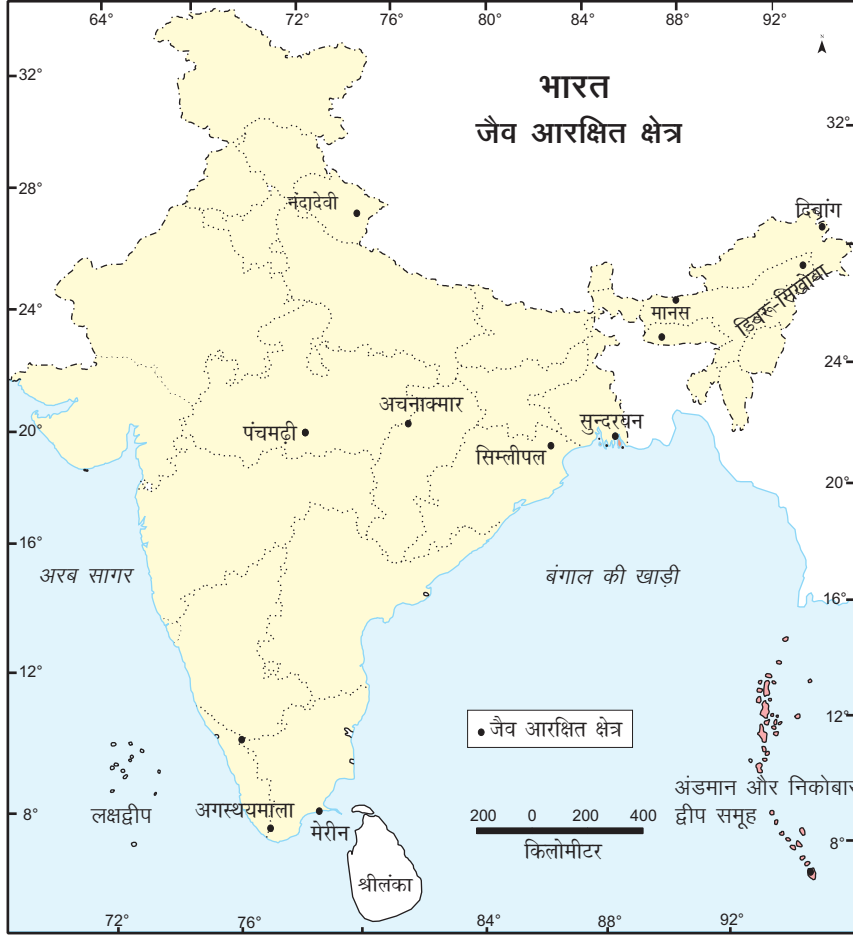 64° 72° 76° 80° 84° 88° 92°
N
भारत
जैव आरक्षित क्षेत्र
32°
32°
28°
नंदादेवी
दिबांग
डिबरू-सिखोबा
24°
मानस
24°
अचनाक्मार
सुन्दरवन
20°
पंचमढ़ी
सिम्लीपल
20°
16°
अरब सागर
बंगाल की खाड़ी
16°
12°
12°
जैव आरक्षित क्षेत्र
अंडमान और निकोबार
द्वीप समूह
लक्षद्वीप
अगस्थयमाला
8°
मेरीन
200 0 200 400
किलोमीटर
8°
श्रीलंका
72° 76° 84° 88° 92°